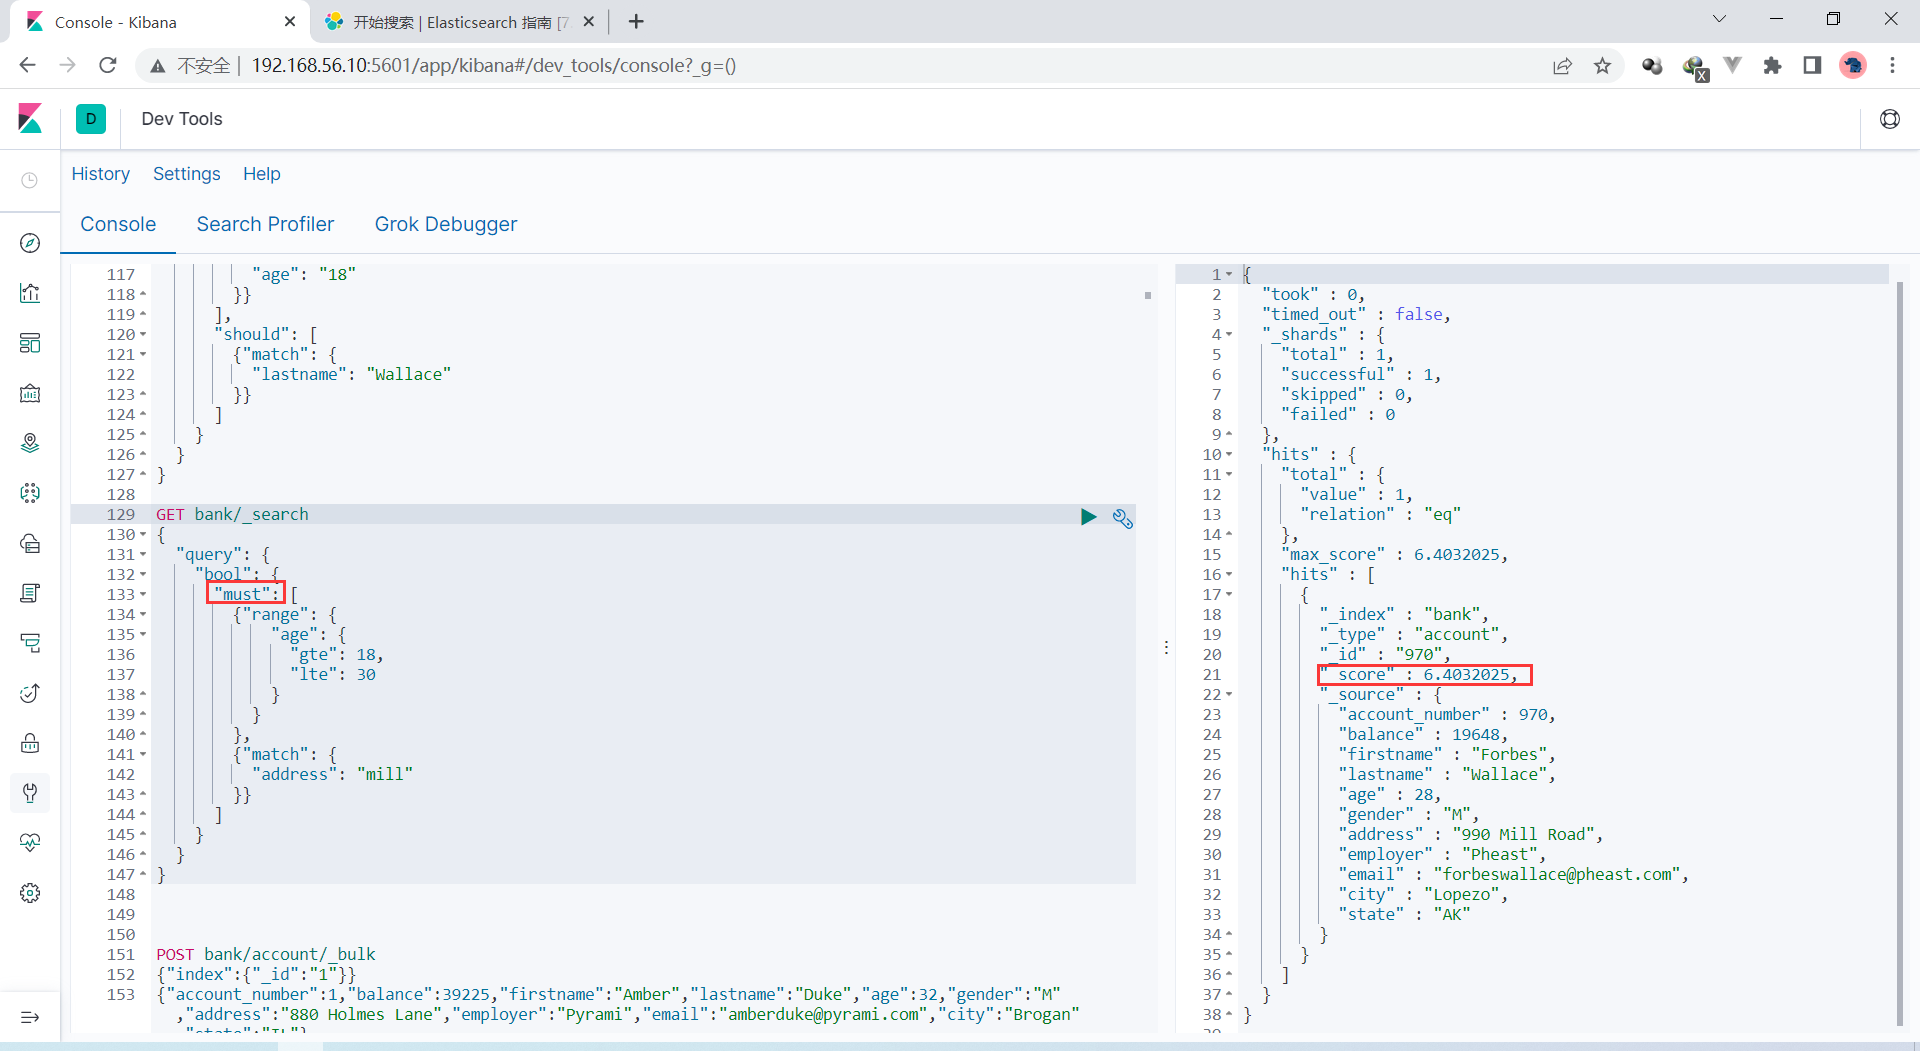 Console - Kibana
开始搜索 | Elasticsearch 指南 [7
不安全 | 192.168.56.10:5601/app/kibana#/dev_tools/console?_g=()
X
D
Dev Tools
History Settings Help
Console Search Profiler Grok Debugger
117 "age": "18"
118 }}
119 ],
120 "should": [
121 {"match": {
122 "lastname": "Wallace"
123 }}
124 ]
125 }
126 }
127 }
128
129 GET bank/_search
130 {
131 "query": {
132 "bool": {
133 "must": [
134 {"range": {
135 "age": {
136 "gte": 18,
137 "lte": 30
138 }
139 }
140 },
141 {"match": {
142 "address": "mill"
143 }}
144 ]
145 }
146 }
147 }
148
149
150
151 POST bank/account/_bulk
152 {"index":{"_id":"1"}}
153 {"account_number":1,"balance":39225,"firstname":"Amber","lastname":"Duke","age":32,"gender":"M"
,"address":"880 Holmes Lane","employer":"Pyrami","email":"amberduke@pyrami.com","city":"Brogan"
,"state":"IL"}
1 {
2 "took" : 0,
3 "timed_out" : false,
4 "_shards" : {
5 "total" : 1,
6 "successful" : 1,
7 "skipped" : 0,
8 "failed" : 0
9 },
10 "hits" : {
11 "total" : {
12 "value" : 1,
13 "relation" : "eq"
14 },
15 "max_score" : 6.4032025,
16 "hits" : [
17 {
18 "_index" : "bank",
19 "_type" : "account",
20 "_id" : "970",
21 "_score" : 6.4032025,
22 "_source" : {
23 "account_number" : 970,
24 "balance" : 19648,
25 "firstname" : "Forbes",
26 "lastname" : "Wallace",
27 "age" : 28,
28 "gender" : "M",
29 "address" : "990 Mill Road",
30 "employer" : "Pheast",
31 "email" : "forbeswallace@pheast.com",
32 "city" : "Lopezo",
33 "state" : "AK"
34 }
35 }
36 ]
37 }
38 }
39